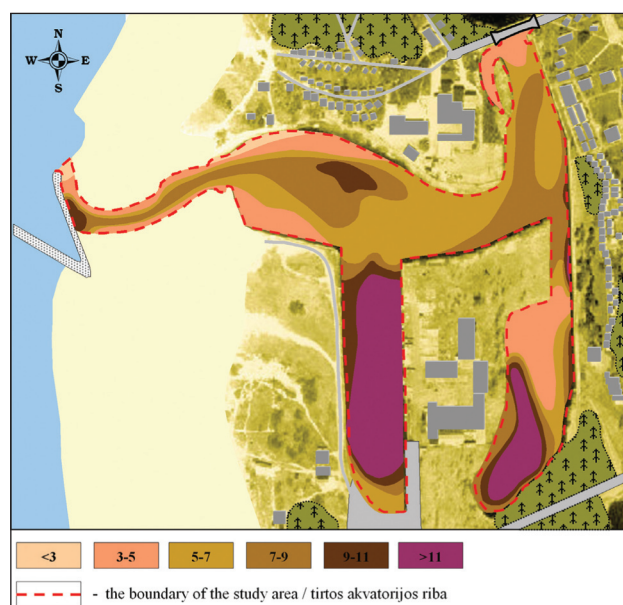 N
W E
S
<3 3-5 5-7 7-9 9-11 >11
- the boundary of the study area / tirtos akvatorijos riba